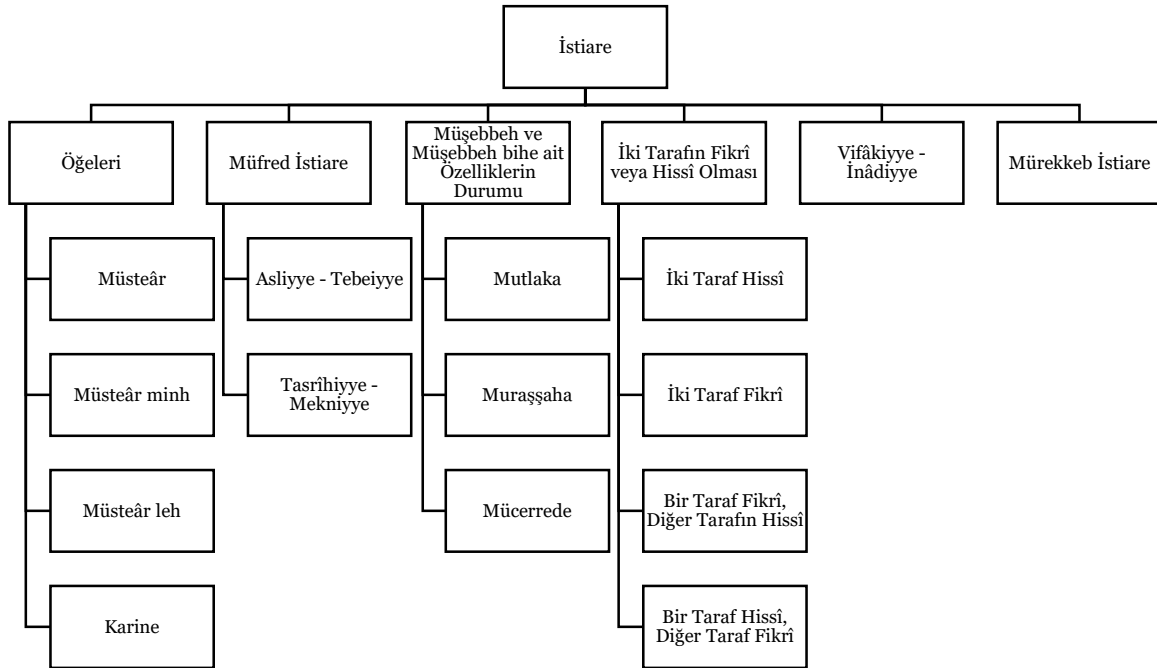 İstiare
Öğeleri
Müfred İstiare
Müşebbeh ve
Müşebbeh bihe ait
Özelliklerin
Durumu
İki Tarafın Fikrî
veya Hissî Olması
Vifâkiyye -
İnâdiyye
Mürekkeb İstiare
Müsteâr
Müsteâr minh
Müsteâr leh
Karine
Asliyye - Tebeiyye
Tasrîhiyye -
Mekniyye
Mutlaka
Muraşşaha
Mücerrede
İki Taraf Hissî
İki Taraf Fikrî
Bir Taraf Fikrî,
Diğer Tarafın Hissî
Bir Taraf Hissî,
Diğer Taraf Fikrî